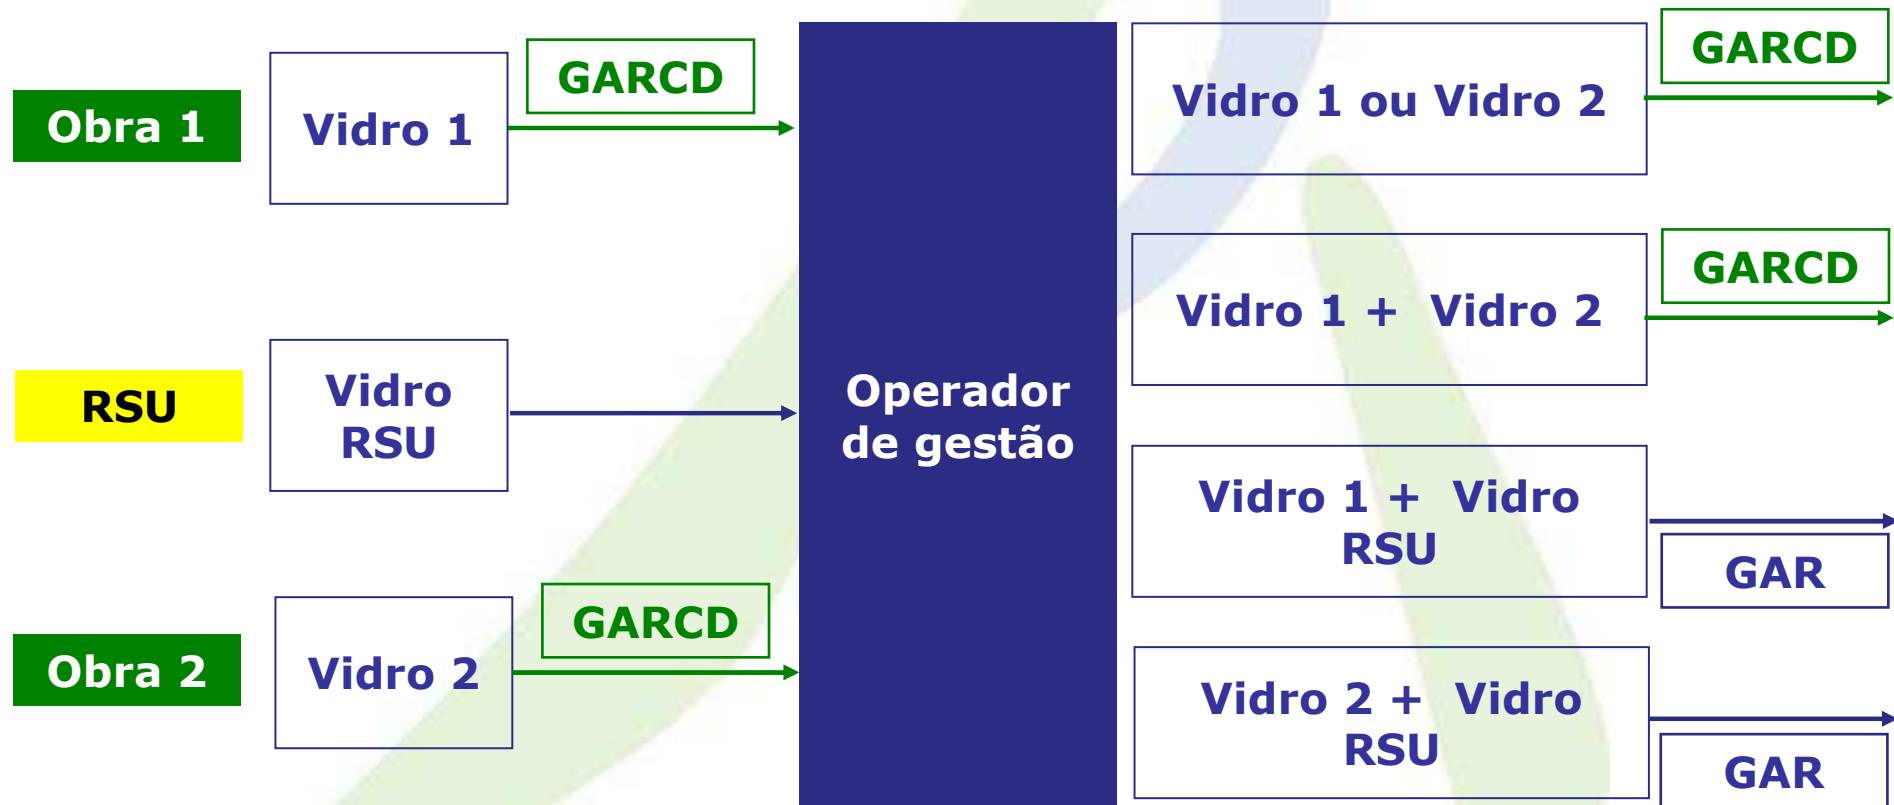 Obra 1
Vidro 1
GARCD
RSU
Vidro
RSU
Obra 2
Vidro 2
GARCD
Operador
de gestão
Vidro 1 ou Vidro 2
GARCD
Vidro 1 + Vidro 2
GARCD
Vidro 1 + Vidro
RSU
GAR
Vidro 2 + Vidro
RSU
GAR